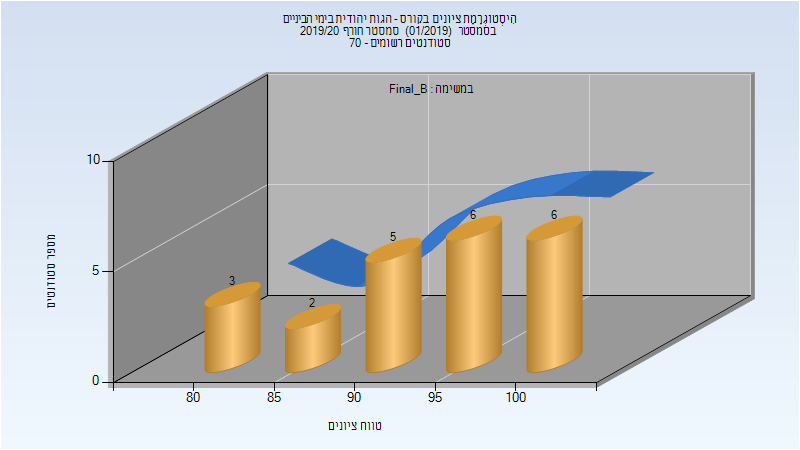 היסטוגרמת ציונים בקורס - הגות יהודית בימי הביניים
בסמסטר (01/2019) סמסטר חורף 2019/20
סטודנטים רשומים - 70
במשימה : Final_B
מספר סטודנטים
10
5
0
3
2
5
6
6
80
85
90
95
100
טווח ציונים